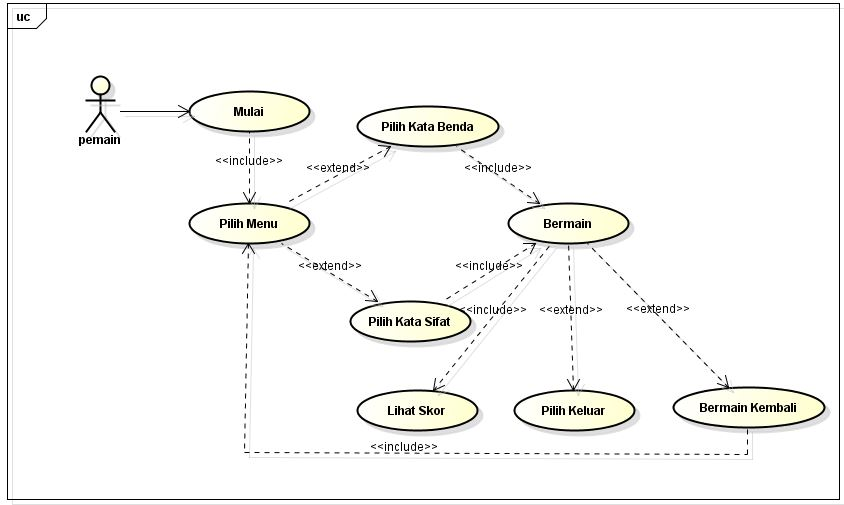 uc
pemain
Mulai
Pilih Kata Benda
<<include>>
<<extend>>
<<include>>
Pilih Menu
Bermain
<<extend>>
<<include>>
Pilih Kata Sifat
<<include>>
<<extend>>
<<extend>>
Lihat Skor
Pilih Keluar
Bermain Kembali
<<include>>